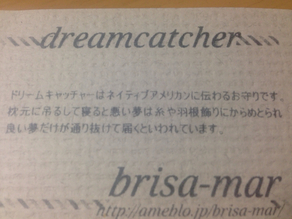 dreamcatcher
ドリームキャッチャーはネイティブアメリカンに伝わるお守りです。
枕元に吊るして寝ると悪い夢は網や羽根飾りにからめとられ
良い夢だけが通り抜けて届くといわれています。
brisa-mar
http://ameblo.jp/brisa-mar/